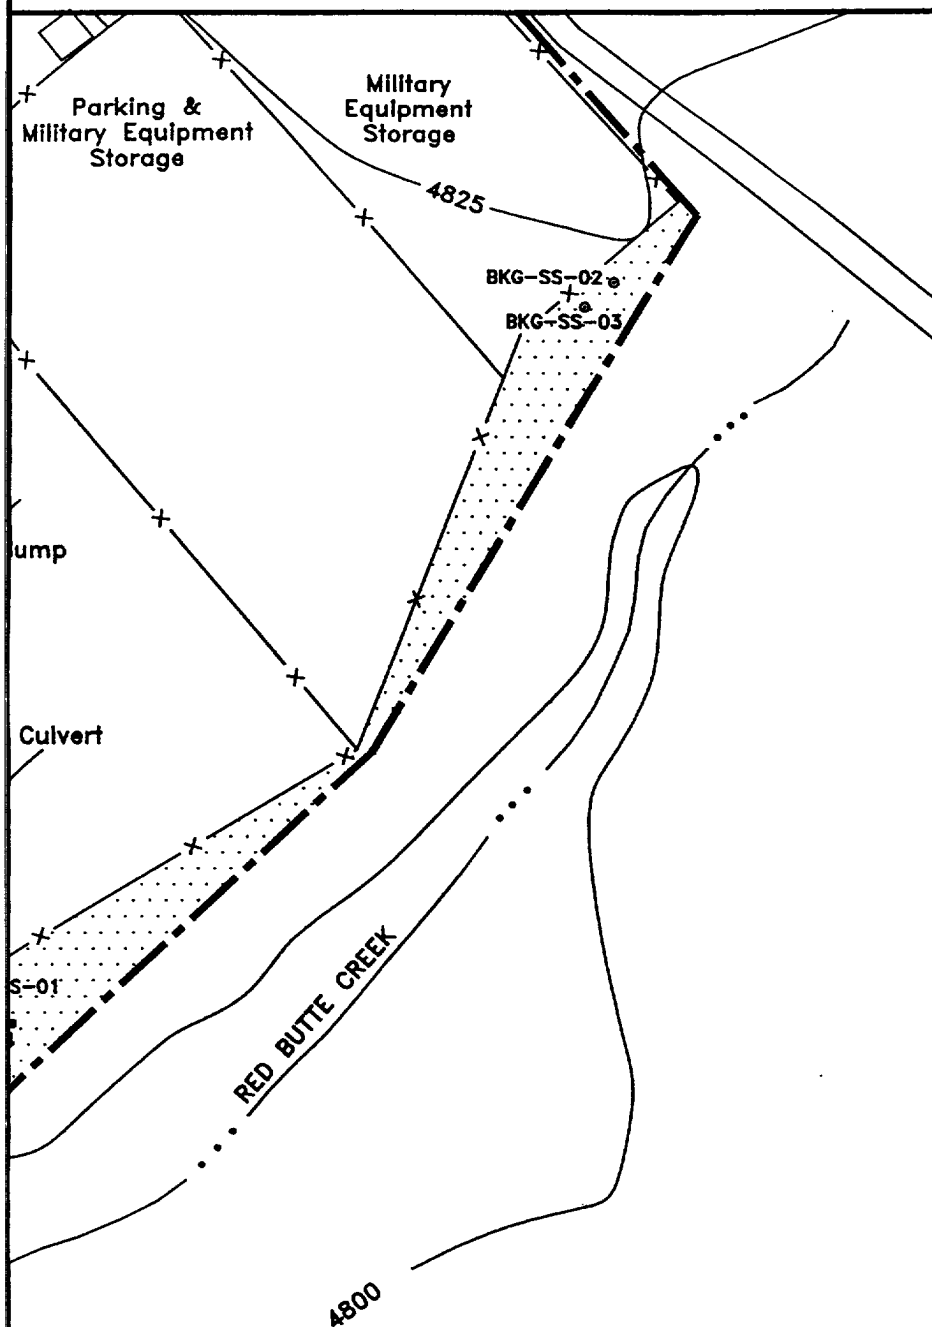 Parking &
Military Equipment
Storage
Military
Equipment
Storage
4825
BKG-SS-02
BKG-SS-03
ump
Culvert
S-01
RED BUTTE CREEK
4800